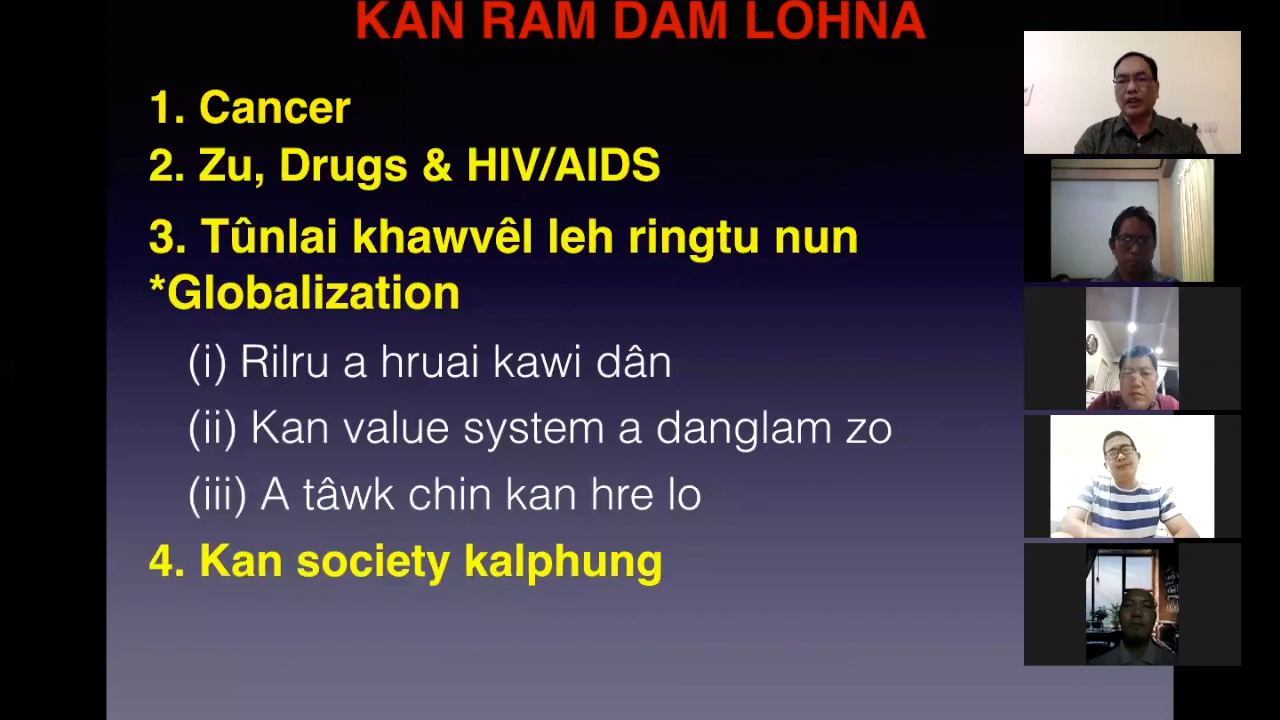 KAN RAM DAM LOHNA
1. Cancer
2. Zu, Drugs & HIV/AIDS
3. Tûnlai khawvêl leh ringtu nun
*Globalization
(i) Rilru a hruai kawi dân
(ii) Kan value system a danglam zo
(iii) A tâwk chin kan hre lo
4. Kan society kalphung